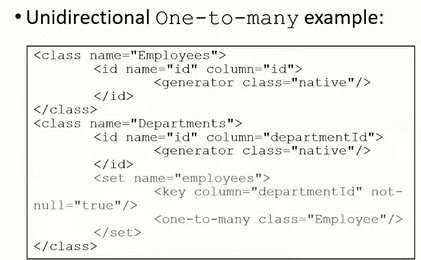 • Unidirectional One-to-many example:
<class name="Employees">
<id name="id" column="id">
<generator class="native"/>
</id>
</class>
<class name="Departments">
<id name="id" column="departmentId">
<generator class="native"/>
</id>
<set name="employees">
<key column="departmentId" not-
null="true"/>
<one-to-many class="Employee"/>
</set>
</class>